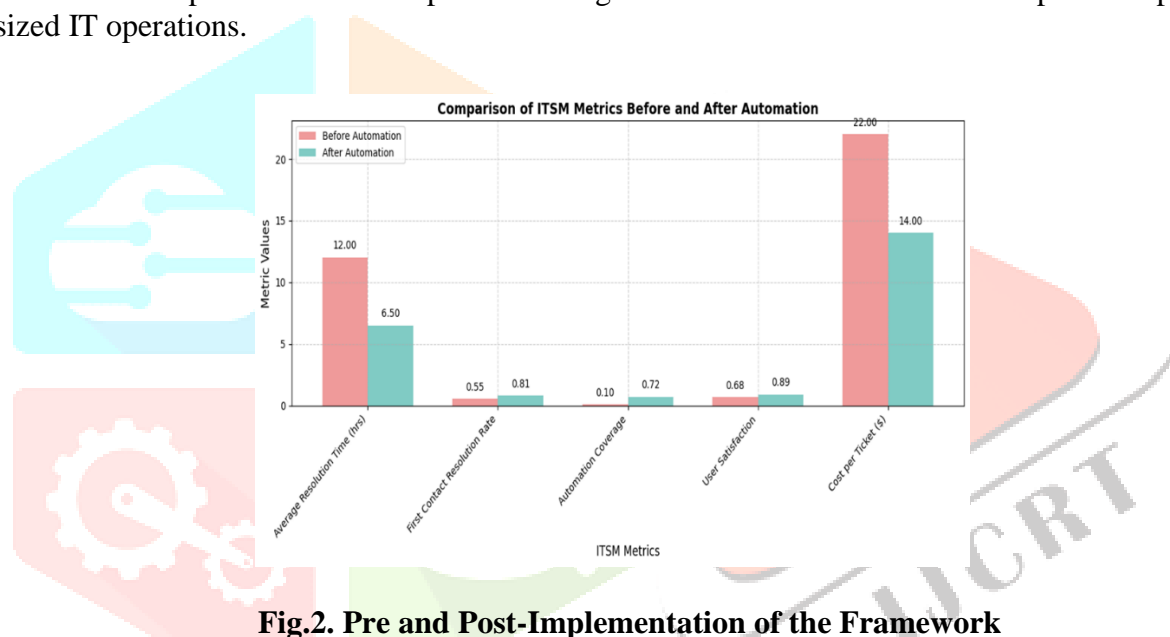 sized IT operations.
Comparison of ITSM Metrics Before and After Automation
Before Automation
After Automation
Metric Values
20
15
10
5
0
12.00
6.50
0.55
0.81
0.10
0.72
0.68
0.89
22.00
14.00
Average Resolution Time (hrs)
First Contact Resolution Rate
Automation Coverage
User Satisfaction
Cost per Ticket ($)
ITSM Metrics
IJCRT
Fig.2. Pre and Post-Implementation of the Framework